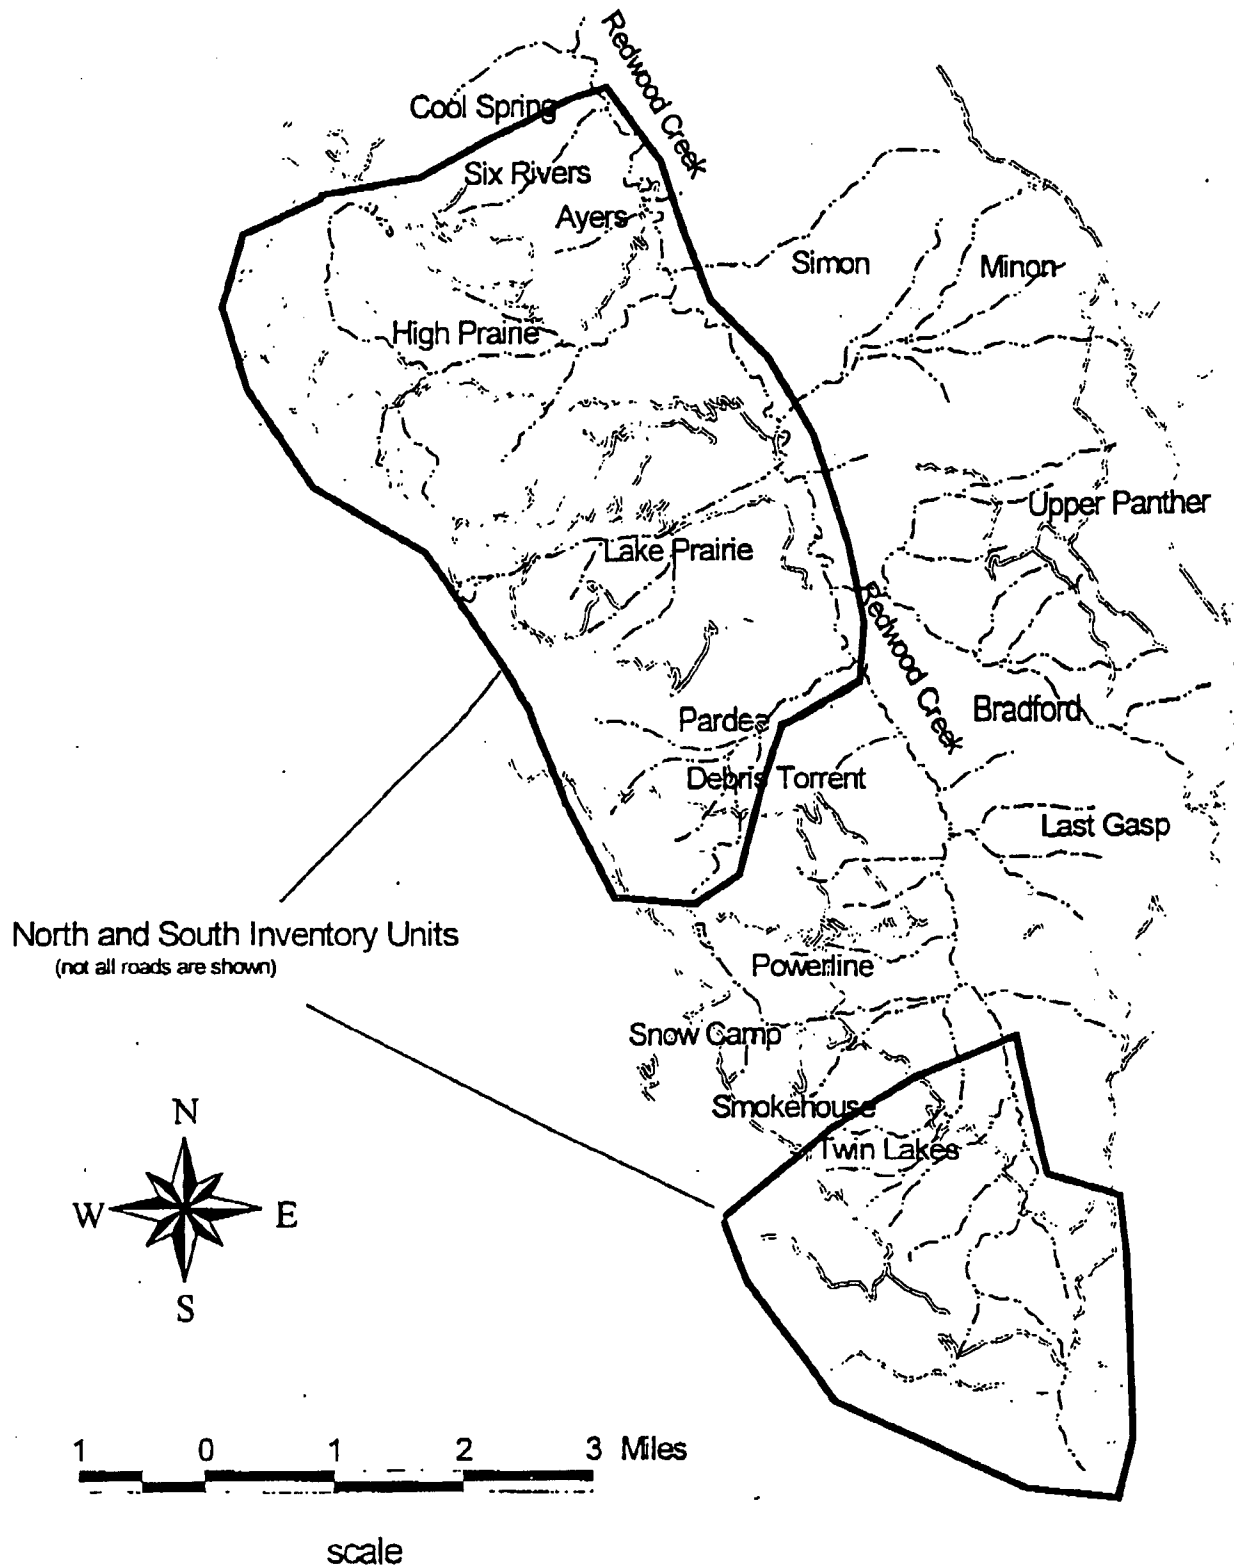 Redwood Creek
Cool Spring
Six Rivers
Ayers
Simon
Minon
High Prairie
Upper Panther
Lake Prairie
Redwood Creek
Pardee
Bradford
Debris Torrent
Last Gasp
North and South Inventory Units
(not all roads are shown)
Powerline
Snow Camp
Smokehouse
Twin Lakes
N
W E
S
1 0 1 2 3 Miles
scale